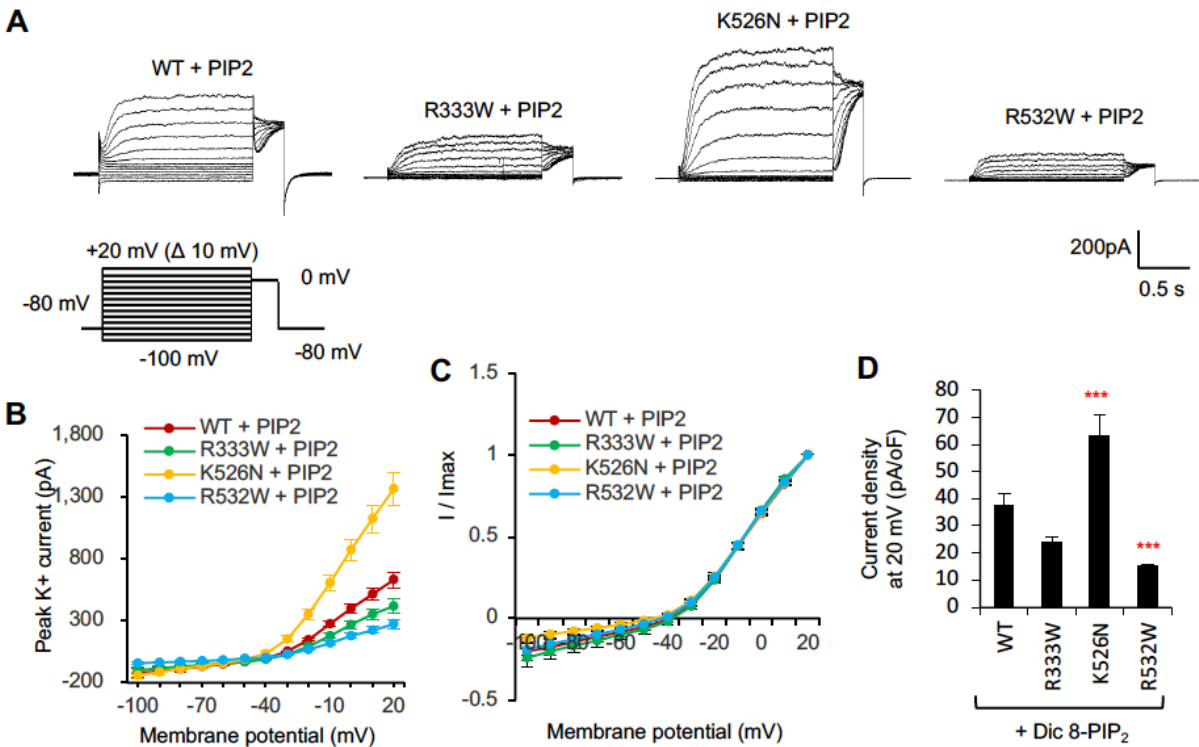 A
WT + PIP2
R333W + PIP2
K526N + PIP2
R532W + PIP2
+20 mV (Δ 10 mV)
0 mV
-80 mV
-100 mV
-80 mV
200pA
0.5 s
B
Peak K+ current (pA)
1,800
1,300
800
300
-200
WT + PIP2
R333W + PIP2
K526N + PIP2
R532W + PIP2
-100 -70 -40 -10 20
Membrane potential (mV)
C
I / Imax
1.5
1
0.5
0
-0.5
WT + PIP2
R333W + PIP2
K526N + PIP2
R532W + PIP2
-100 -80 -60 -40 -20 0 20
Membrane potential (mV)
D
Current density
at 20 mV (pA/oF)
80
70
60
50
40
30
20
10
0
***
***
WT
R333W
K526N
R532W
+ Dic 8-PIP₂